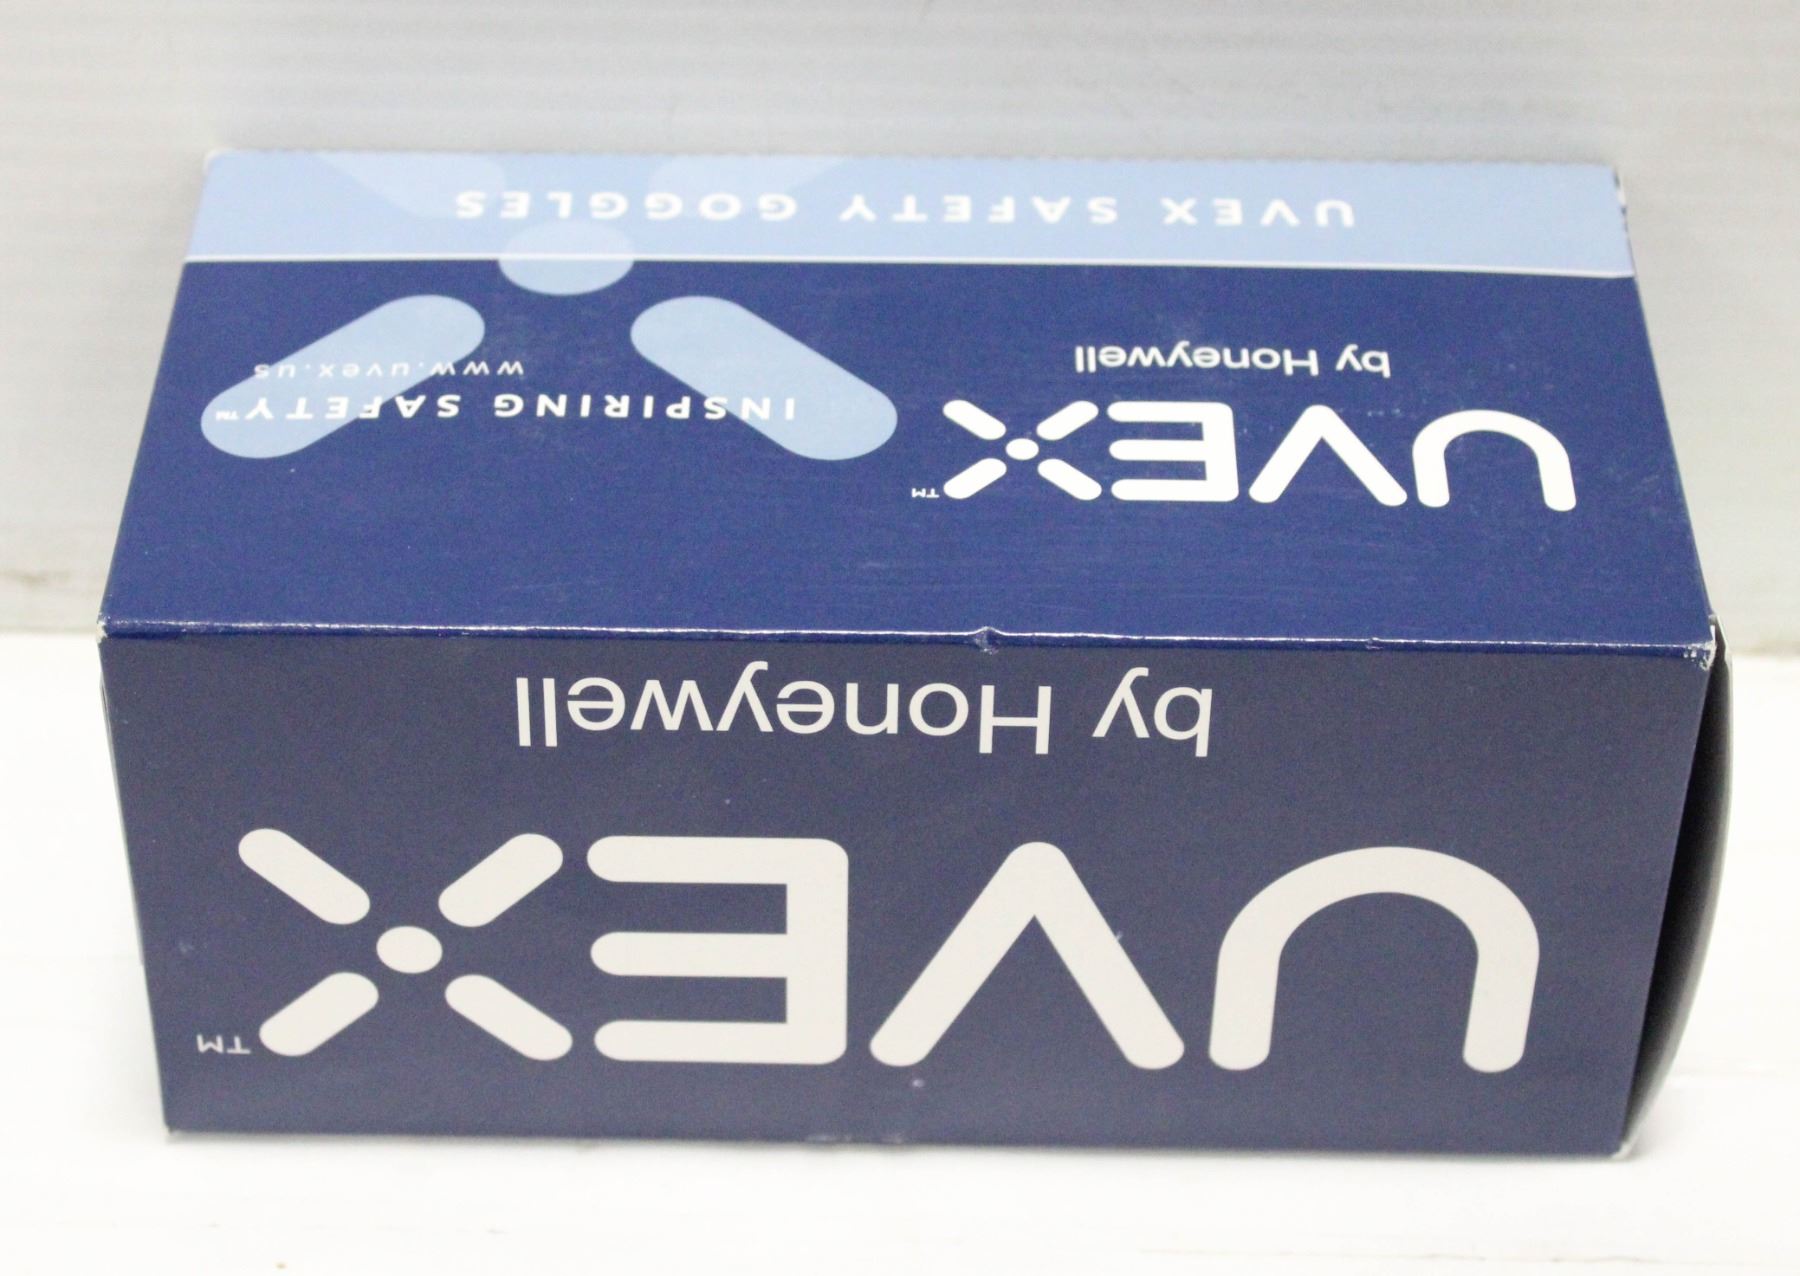 UVEX™
by Honeywell
UVEX™
by Honeywell
INSPIRING SAFETY™
www.uvex.us
UVEX SAFETY GOGGLES